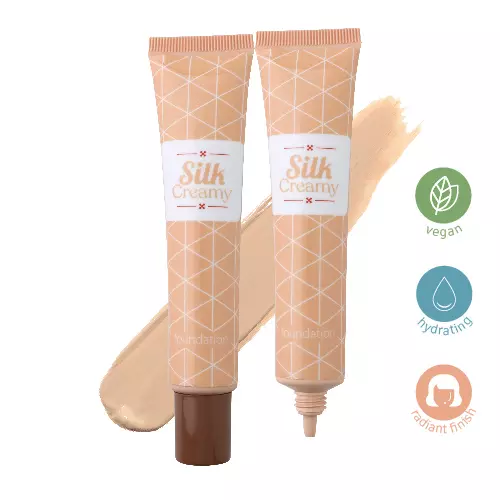 Silk
Creamy
foundation
Silk
Creamy
foundation
vegan
hydrating
radiant finish